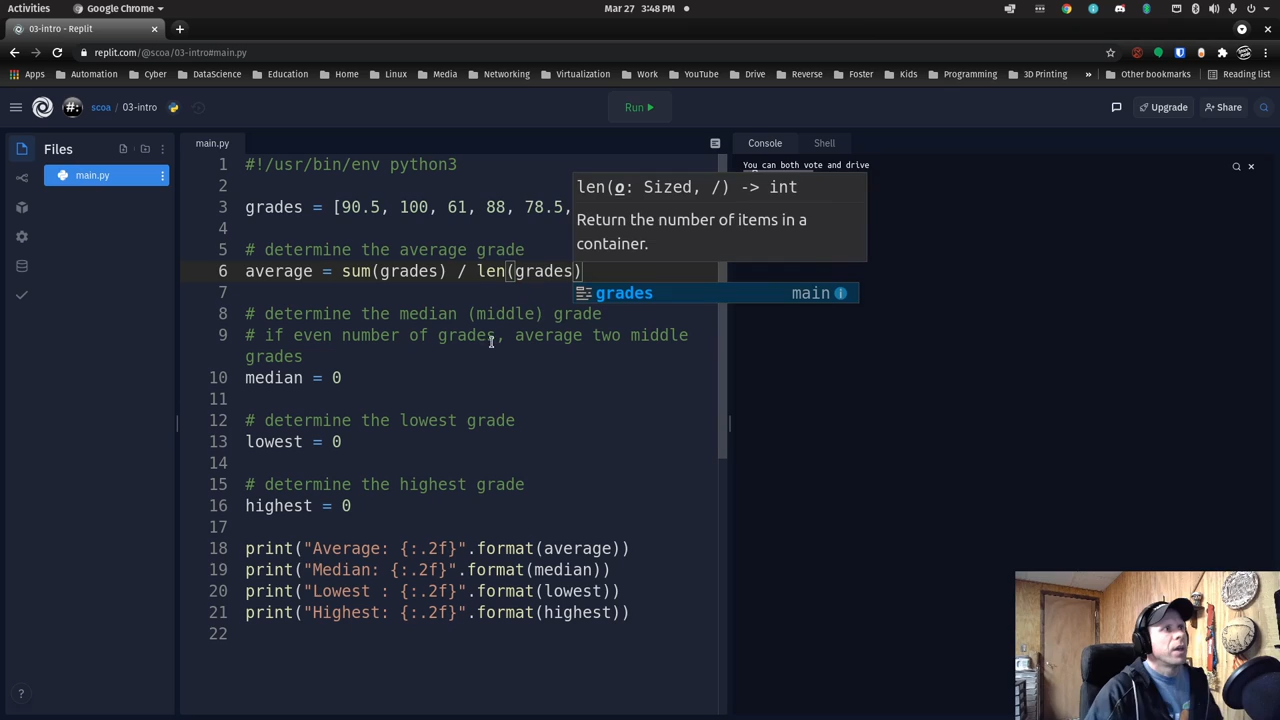 Activities
Google Chrome
Mar 27 3:48 PM
03-intro - Replit
replit.com/@scoa/03-intro#main.py
Apps Automation Cyber DataScience Education Home Linux Media Networking Virtualization Work YouTube Drive Reverse Foster Kids Programming 3D Printing » Other bookmarks Reading list
#: scoa / 03-intro
Run
Upgrade
Share
Files
main.py
main.py
Console
Shell
1 #!/usr/bin/env python3
2
3 grades = [90.5, 100, 61, 88, 78.5,
4
5 # determine the average grade
6 average = sum(grades) / len(grades)
7
8 # determine the median (middle) grade
9 # if even number of grades, average two middle
grades
10 median = 0
11
12 # determine the lowest grade
13 lowest = 0
14
15 # determine the highest grade
16 highest = 0
17
18 print("Average: {:.2f}".format(average))
19 print("Median: {:.2f}".format(median))
20 print("Lowest : {:.2f}".format(lowest))
21 print("Highest: {:.2f}".format(highest))
22
len(o: Sized, /) -> int
Return the number of items in a
container.
grades main
You can both vote and drive
?